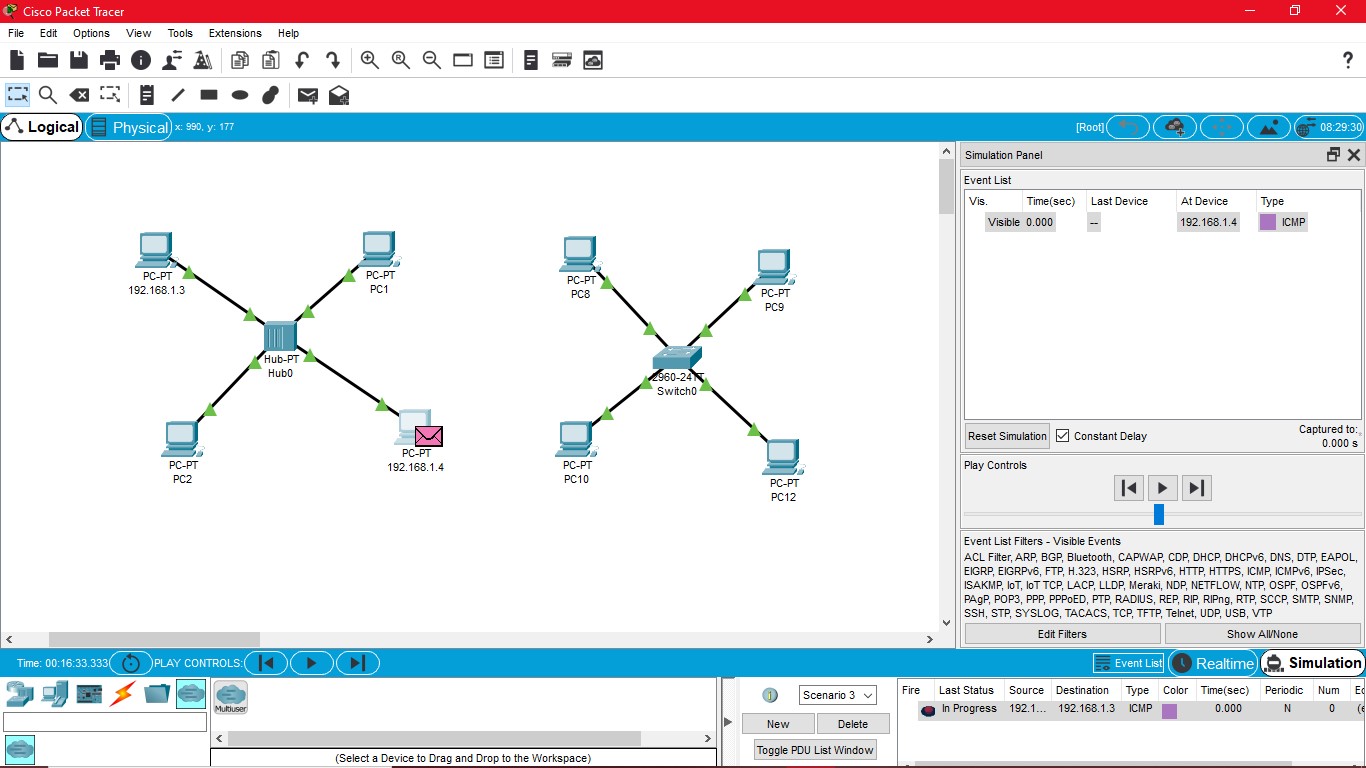 Cisco Packet Tracer
File Edit Options View Tools Extensions Help
Logical Physical x: 990, y: 177 [Root] 08:29:30
PC-PT
192.168.1.3
PC-PT
PC1
Hub-PT
Hub0
PC-PT
PC2
PC-PT
192.168.1.4
PC-PT
PC8
PC-PT
PC9
2960-24TT
Switch0
PC-PT
PC10
PC-PT
PC12
Simulation Panel
Event List
Vis. Time(sec) Last Device At Device Type
Visible 0.000 -- 192.168.1.4 ICMP
Reset Simulation Constant Delay Captured to:
0.000 s
Play Controls
Event List Filters - Visible Events
ACL Filter, ARP, BGP, Bluetooth, CAPWAP, CDP, DHCP, DHCPv6, DNS, DTP, EAPOL,
EIGRP, EIGRPv6, FTP, H.323, HSRP, HSRPv6, HTTP, HTTPS, ICMP, ICMPv6, IPSec,
ISAKMP, IoT, IoT TCP, LACP, LLDP, Meraki, NDP, NETFLOW, NTP, OSPF, OSPFv6,
PAgP, POP3, PPP, PPPoED, PTP, RADIUS, REP, RIP, RIPng, RTP, SCCP, SMTP, SNMP,
SSH, STP, SYSLOG, TACACS, TCP, TFTP, Telnet, UDP, USB, VTP
Edit Filters Show All/None
Time: 00:16:33.333 PLAY CONTROLS: Event List Realtime Simulation
Multiuser
(Select a Device to Drag and Drop to the Workspace)
Scenario 3
New Delete
Toggle PDU List Window
Fire Last Status Source Destination Type Color Time(sec) Periodic Num Ed
In Progress 192.1... 192.168.1.3 ICMP 0.000 N 0 (e